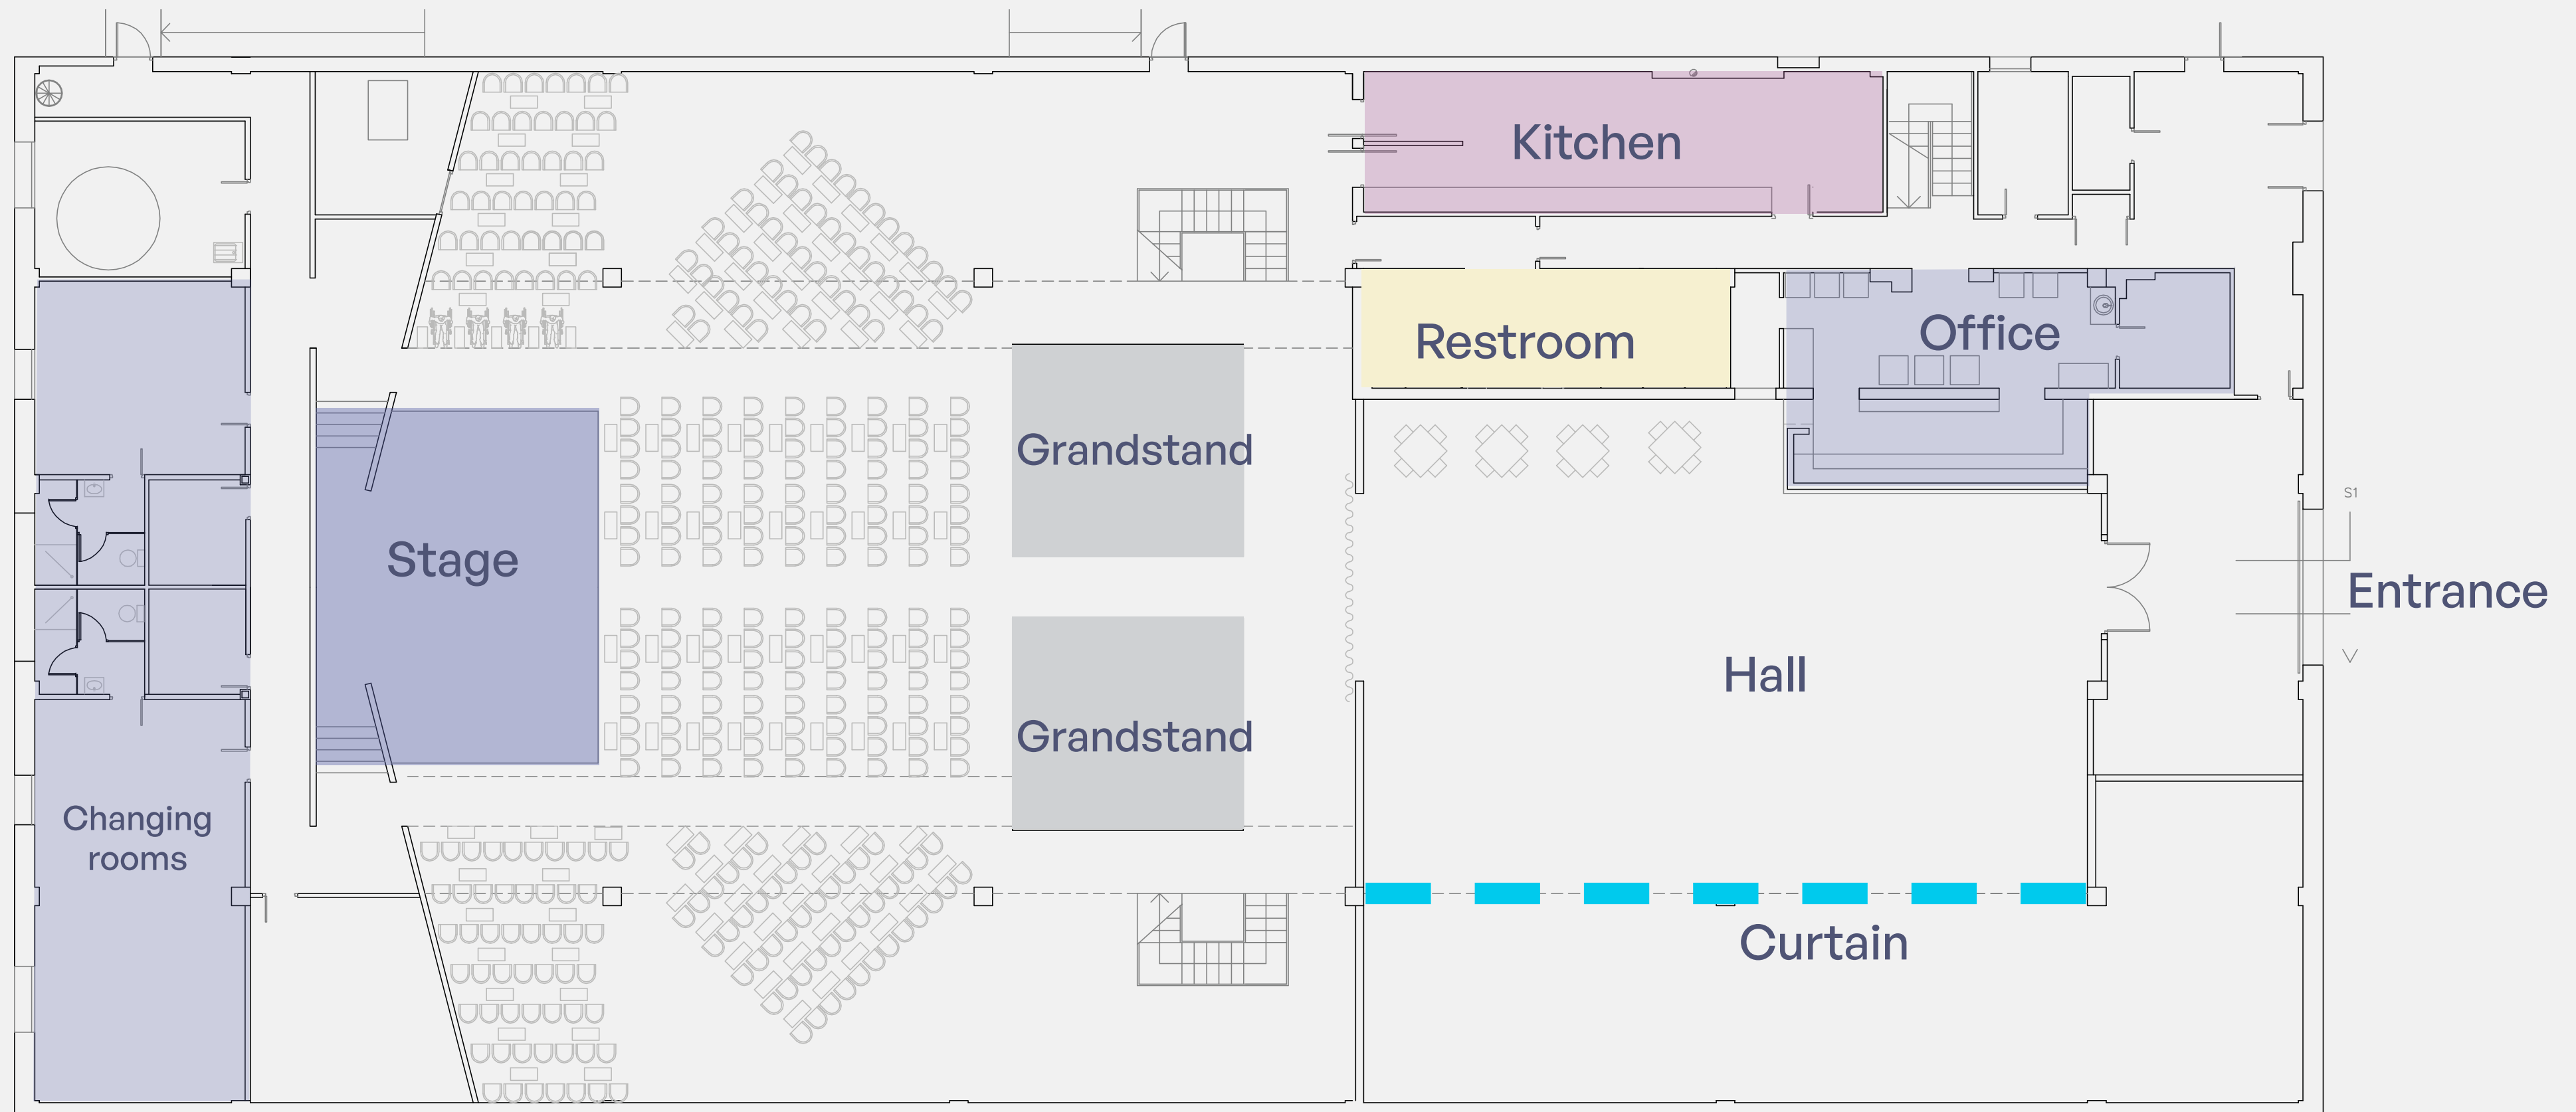 Kitchen
Restroom
Office
Grandstand
S1
Stage
Entrance
Hall
Grandstand
Changing
rooms
Curtain